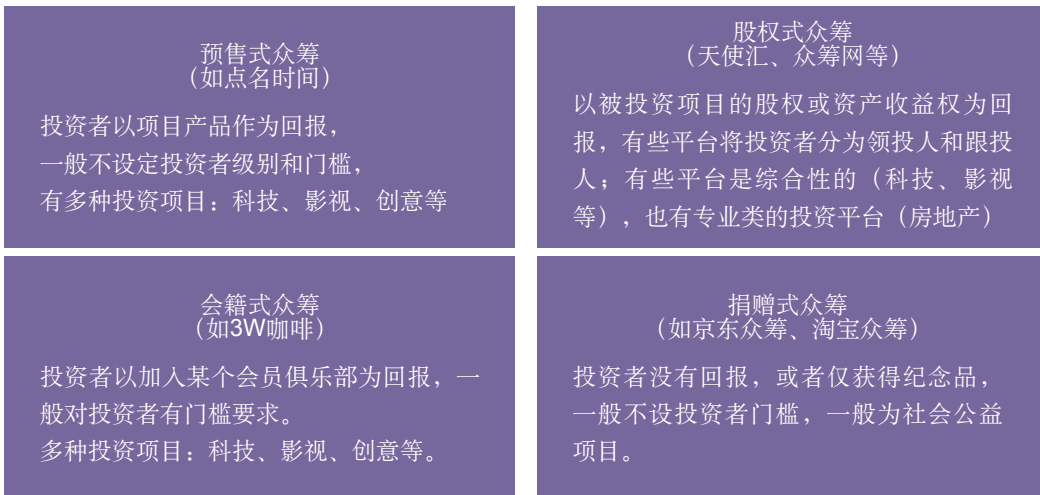 预售式众筹
（如点名时间）
投资者以项目产品作为回报，
一般不设定投资者级别和门槛，
有多种投资项目：科技、影视、创意等
股权式众筹
（天使汇、众筹网等）
以被投资项目的股权或资产收益权为回
报，有些平台将投资者分为领投人和跟投
人；有些平台是综合性的（科技、影视
等），也有专业类的投资平台（房地产）
会籍式众筹
（如3W咖啡）
投资者以加入某个会员俱乐部为回报，一
般对投资者有门槛要求。
多种投资项目：科技、影视、创意等。
捐赠式众筹
（如京东众筹、淘宝众筹）
投资者没有回报，或者仅获得纪念品，
一般不设投资者门槛，一般为社会公益
项目。